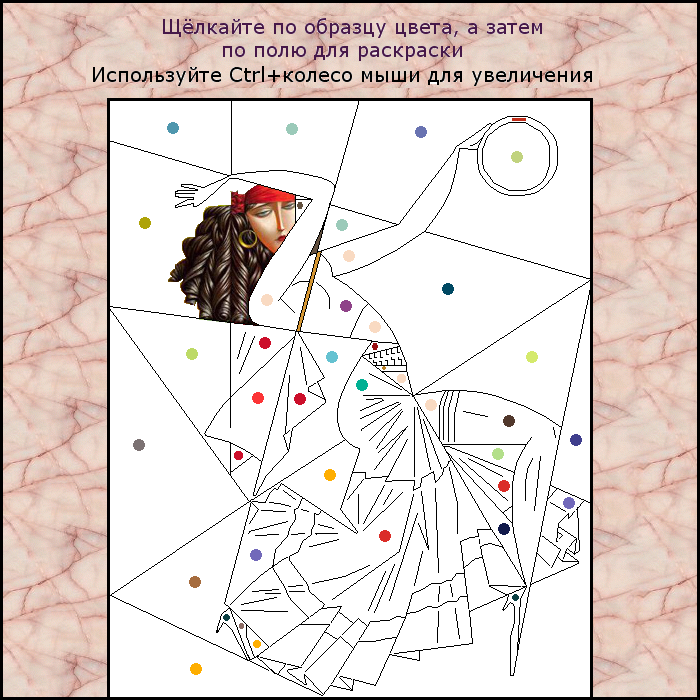 Щёлкайте по образцу цвета, а затем
по полю для раскраски
Используйте Ctrl+колесо мыши для увеличения